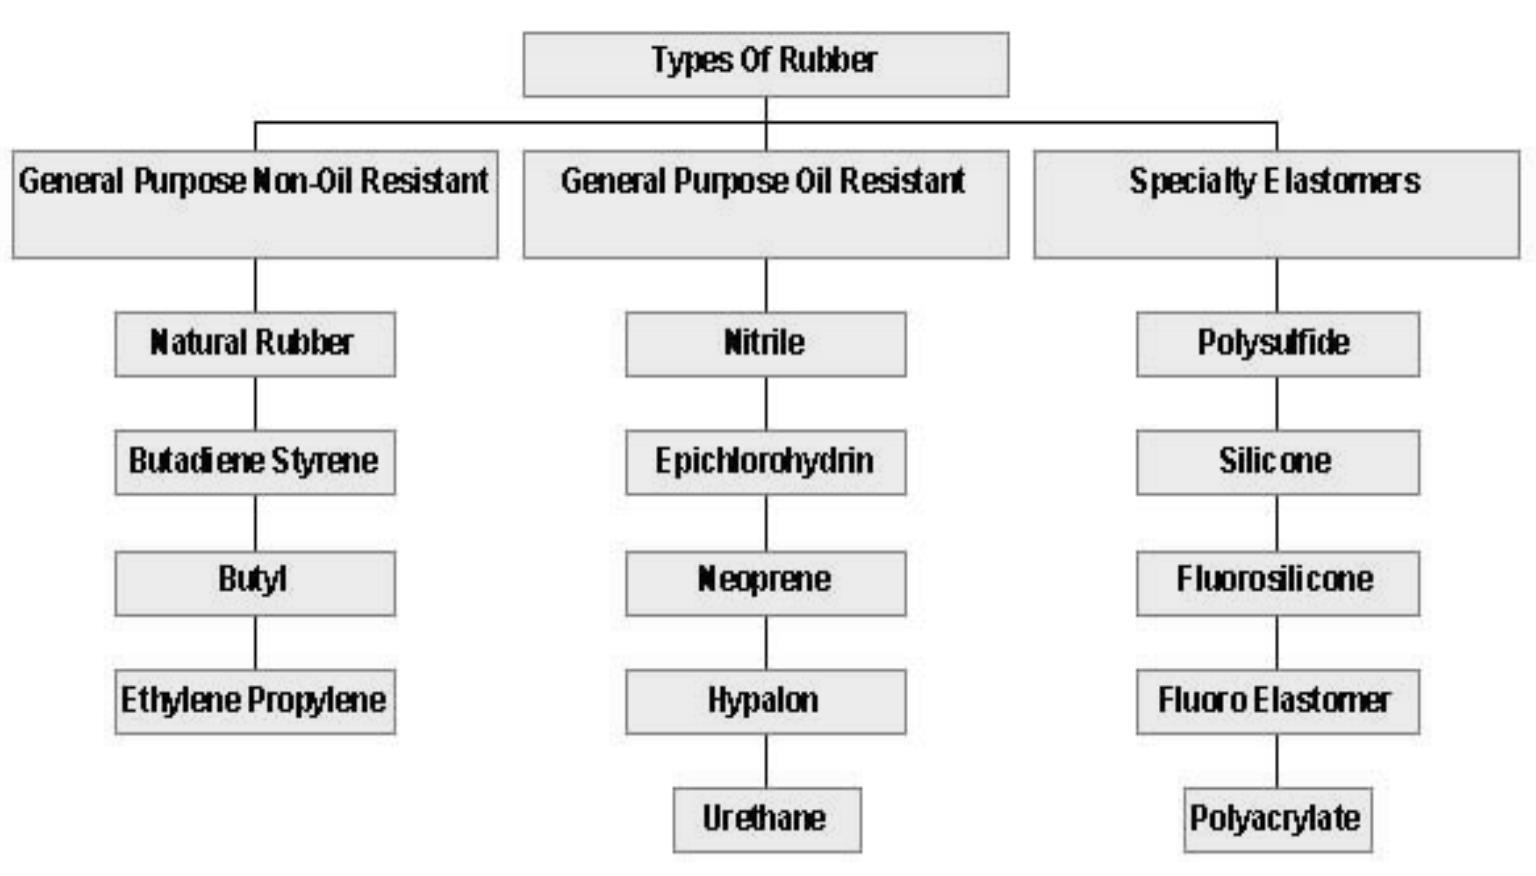 Types Of Rubber
General Purpose Non-Oil Resistant
General Purpose Oil Resistant
Specialty Elastomers
Natural Rubber
Nitrile
Polysulfide
Butadiene Styrene
Epichlorohydrin
Silicone
Butyl
Neoprene
Fluorosilicone
Ethylene Propylene
Hypalon
Fluoro Elastomer
Urethane
Polyacrylate